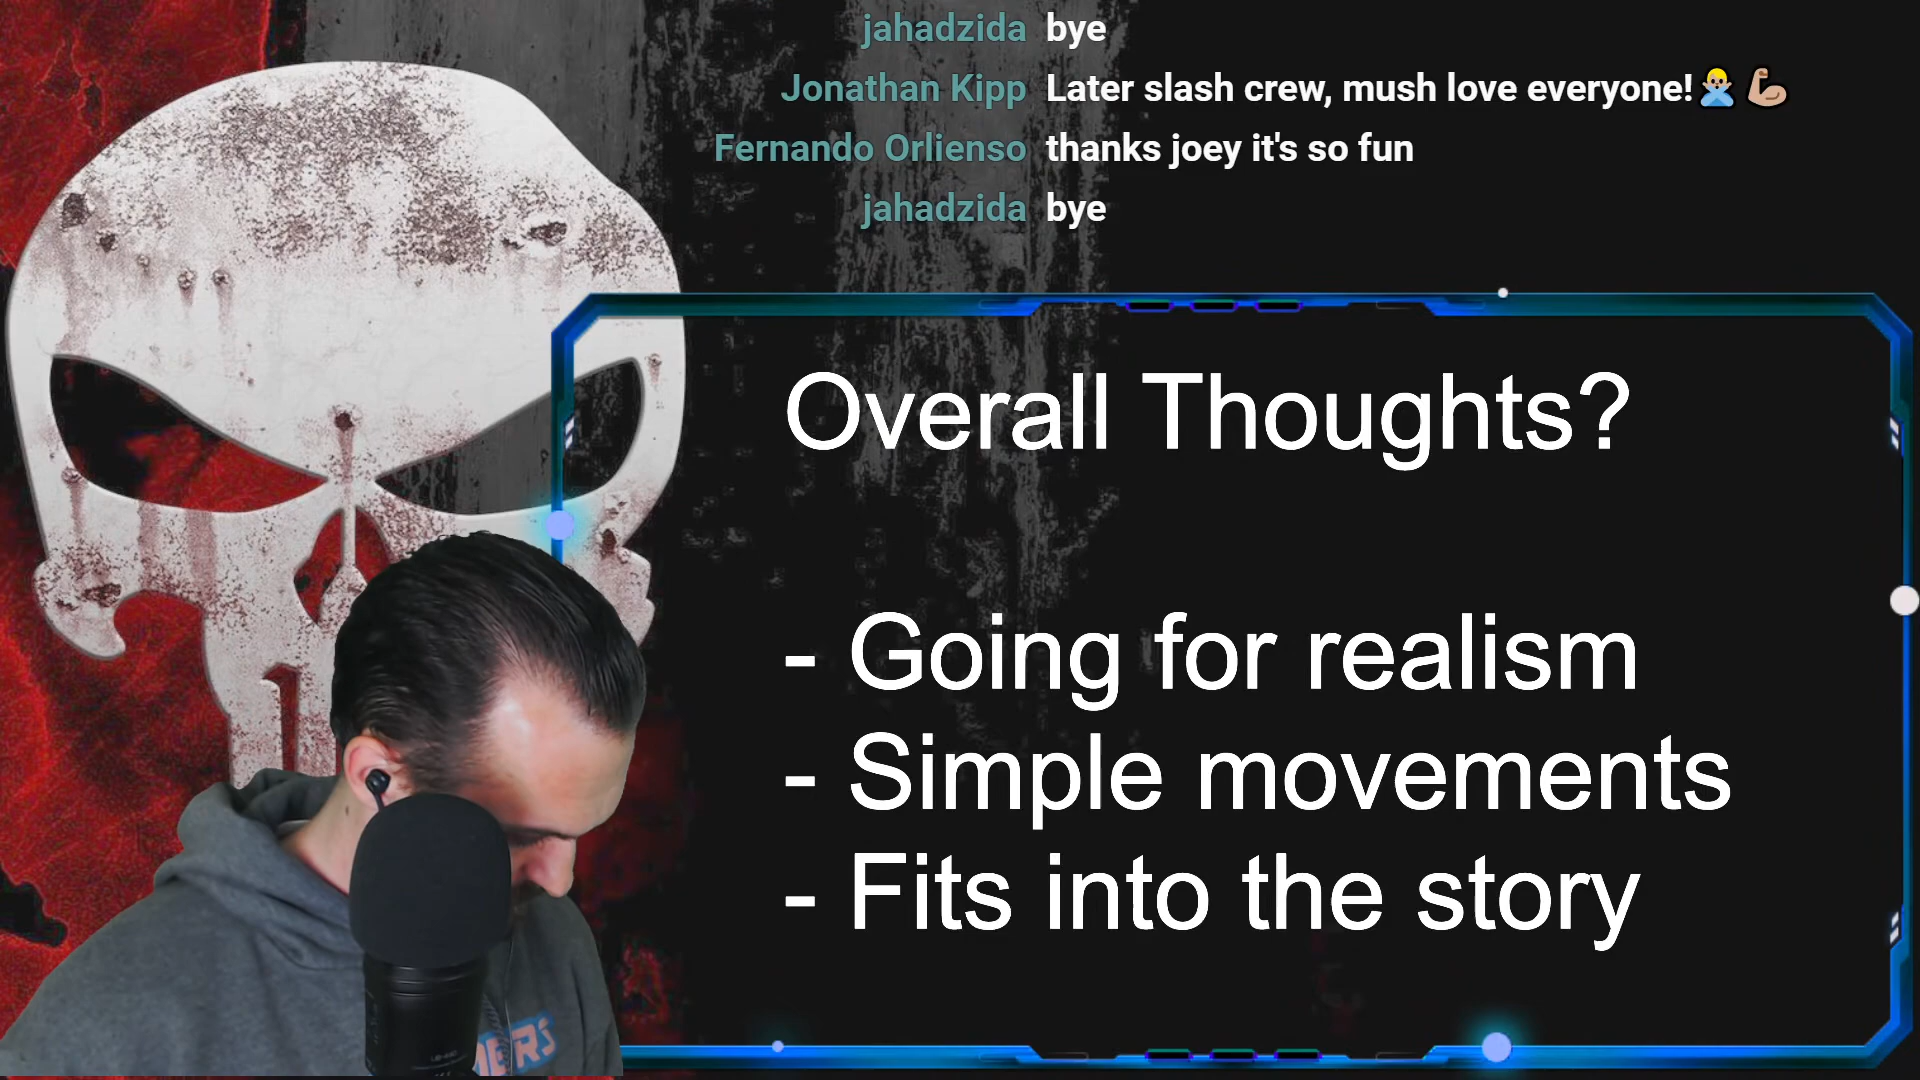 jahadzida bye
Jonathan Kipp Later slash crew, mush love everyone!🙅‍♂️💪🏼
Fernando Orlienso thanks joey it's so fun
jahadzida bye
Overall Thoughts?
- Going for realism
- Simple movements
- Fits into the story